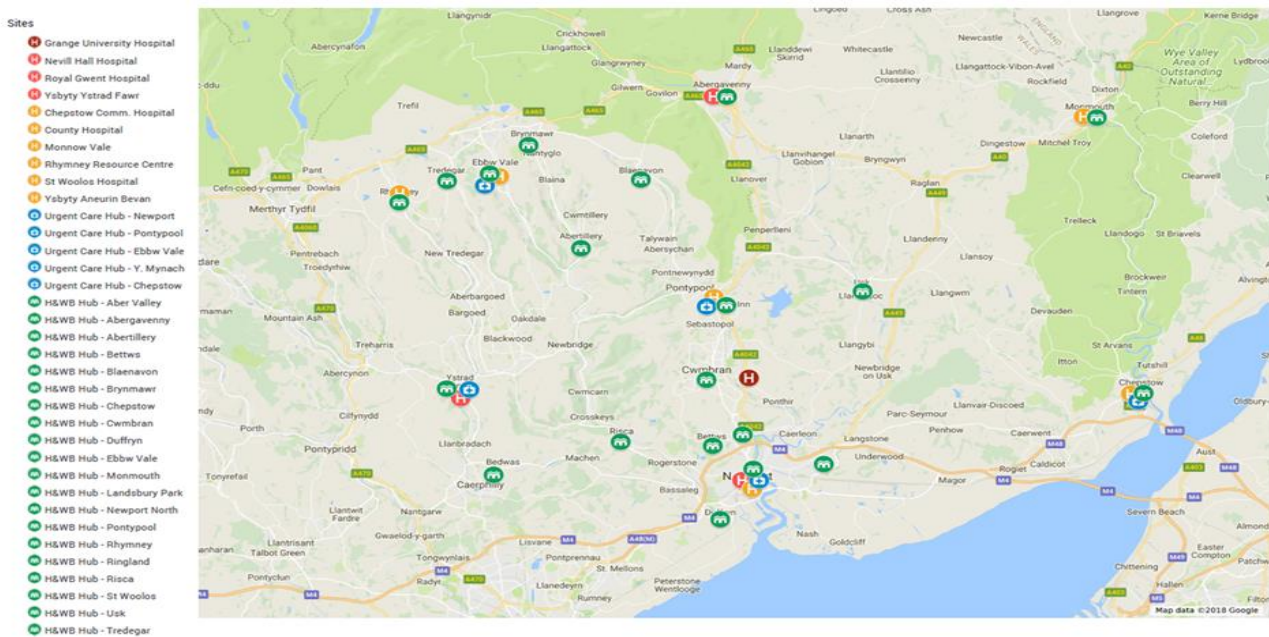 Sites
Grange University Hospital
Nevill Hall Hospital
Royal Gwent Hospital
Ysbyty Ystrad Fawr
Chepstow Comm. Hospital
County Hospital
Monnow Vale
Rhymney Resource Centre
St Woolos Hospital
Ysbyty Aneurin Bevan
Urgent Care Hub - Newport
Urgent Care Hub - Pontypool
Urgent Care Hub - Ebbw Vale
Urgent Care Hub - Y. Mynach
Urgent Care Hub - Chepstow
H&WB Hub - Aber Valley
H&WB Hub - Abergavenny
H&WB Hub - Abertillery
H&WB Hub - Bettws
H&WB Hub - Blaenavon
H&WB Hub - Brynmawr
H&WB Hub - Chepstow
H&WB Hub - Cwmbran
H&WB Hub - Duffryn
H&WB Hub - Ebbw Vale
H&WB Hub - Monmouth
H&WB Hub - Landsbury Park
H&WB Hub - Newport North
H&WB Hub - Pontypool
H&WB Hub - Rhymney
H&WB Hub - Ringland
H&WB Hub - Risca
H&WB Hub - St Woolos
H&WB Hub - Usk
H&WB Hub - Tredegar
Llangynidr
Cross Ash
Llangrove
Kerne Bridge
Crickhowell
Abercynafon
Llangattock
Newcastle
ENGLAND
WALES
Llanddewi
Skirrid
Whitecastle
Glangrwyney
Mardy
Llangattock-Vibon-Avel
Wye Valley
Area of
Outstanding
Natural...
Gilwern
Govilon
Abergavenny
Llantilio
Crossenny
Rockfield
Dixton
Trefil
Monmouth
Berry Hill
Coleford
Brynmawr
Nantyglo
Llanarth
Dingestow
Mitchel Troy
Pant
Tredegar
Ebbw Vale
Blaina
Blaenavon
Llanvihangel
Gobion
Bryngwyn
Clearwell
Cefn-coed-y-cymmer
Dowlais
Llanover
Raglan
Merthyr Tydfil
Cwmtillery
Trelleck
Llandogo
St Briavels
Abertillery
Talywain
Abersychan
Penperlleni
Llandenny
Pentrebach
Troedyrhiw
New Tredegar
Llansoy
Pontnewynydd
Brockweir
Tintern
Pontypool
Llangwm
Aberbargoed
Bargoed
Oakdale
Sebastopol
Devauden
Mountain Ash
Blackwood
Newbridge
Llangybi
St Arvans
Treharris
Itton
Tutshill
Abercynon
Ystrad
Cwmbran
Newbridge
on Usk
Chepstow
Cwmcarn
Ponthir
Cilfynydd
Crosskeys
Parc-Seymour
Llanvair-Discoed
Porth
Pontypridd
Llanbradach
Risca
Bettws
Caerleon
Langstone
Penhow
Caerwent
Bedwas
Machen
Rogerstone
Underwood
Rogiet
Caldicot
Aust
Tonyrefail
Caerphilly
Magor
Bassaleg
Llantwit
Fardre
Nantgarw
Severn Beach
Gwaelod-y-garth
Nash
Goldcliff
Llantrisant
Talbot Green
Lisvane
Tongwynlais
Pontprennau
St. Mellons
Easter
Compton
Pontyclun
Radyr
Llanedeyrn
Rumney
Peterstone
Wentlooge
Chittening
Hallen
Map data ©2018 Google